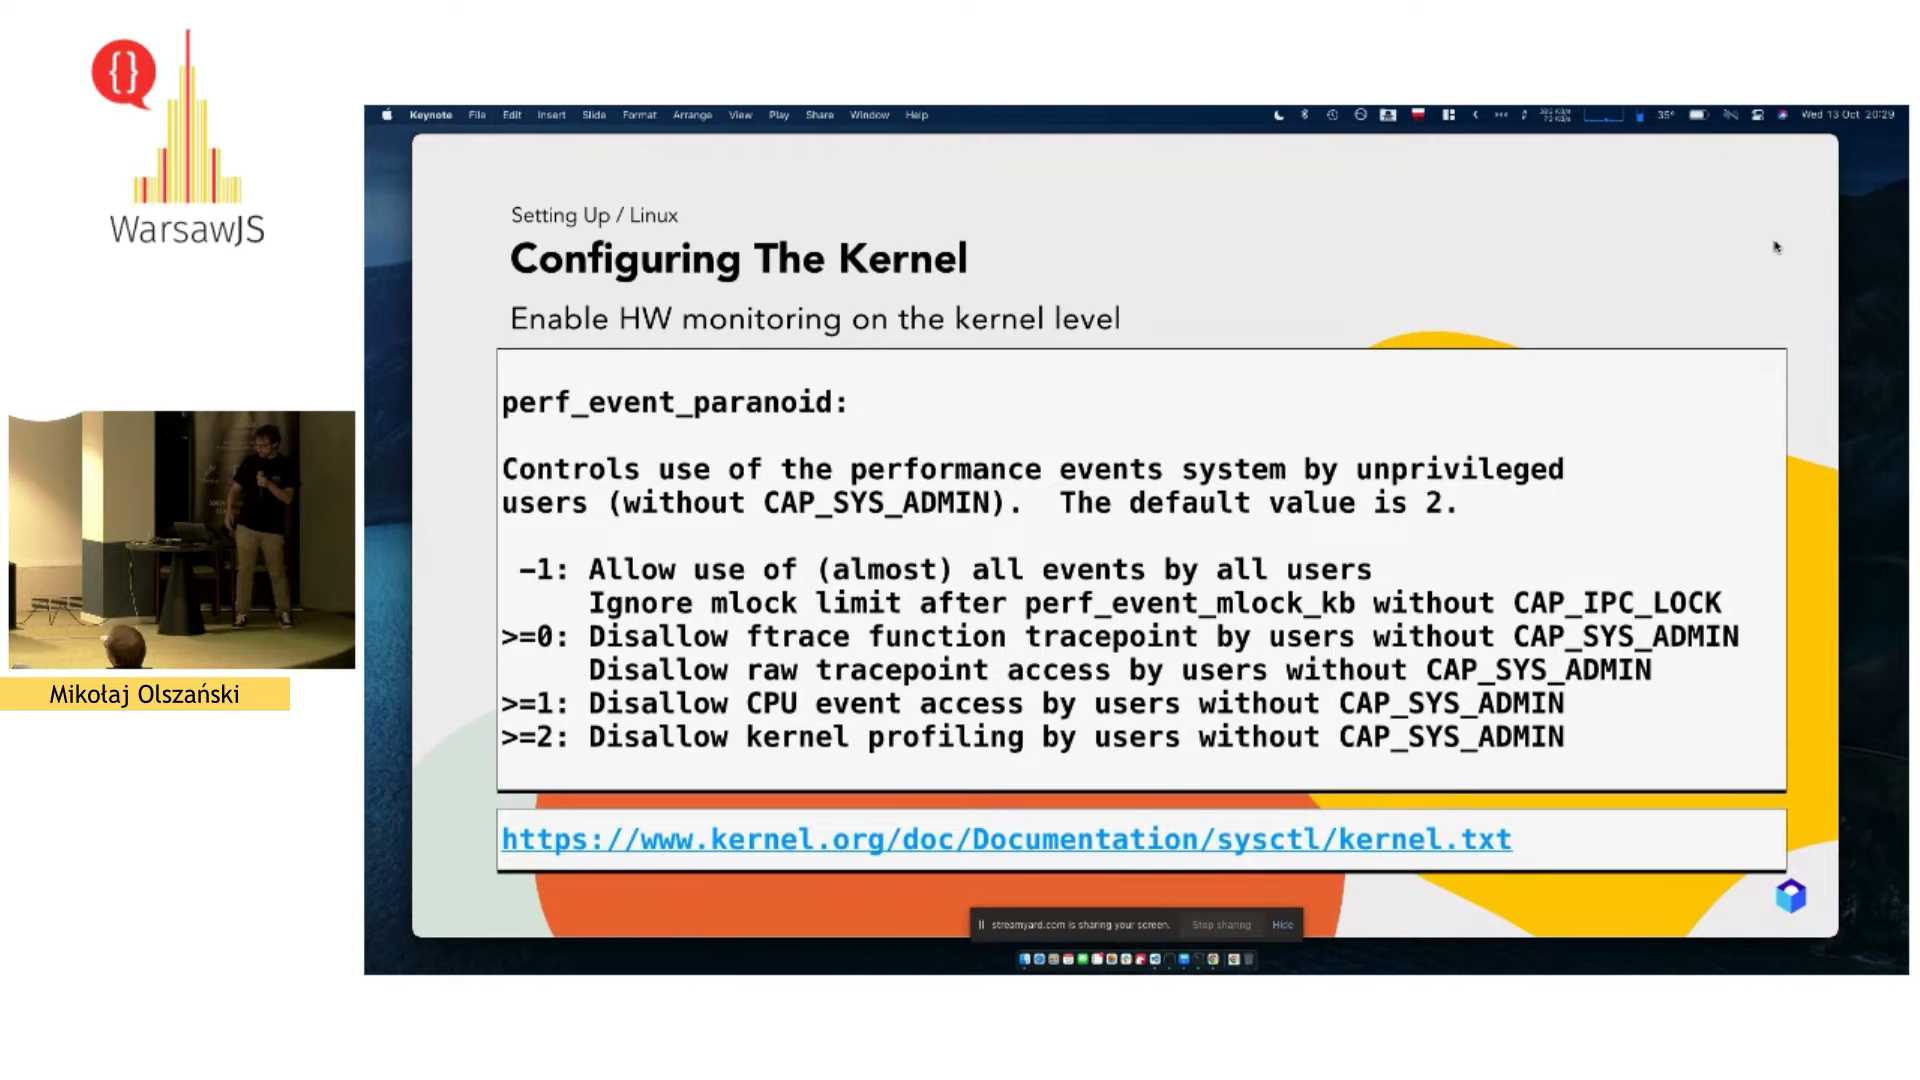 {}
WarsawJS
Keynote File Edit Insert Slide Format Arrange View Play Share Window Help
35° Wed 13 Oct 20:29
Setting Up / Linux
Configuring The Kernel
Enable HW monitoring on the kernel level
perf_event_paranoid:
Controls use of the performance events system by unprivileged
users (without CAP_SYS_ADMIN).  The default value is 2.
-1: Allow use of (almost) all events by all users
Ignore mlock limit after perf_event_mlock_kb without CAP_IPC_LOCK
>=0: Disallow ftrace function tracepoint by users without CAP_SYS_ADMIN
Disallow raw tracepoint access by users without CAP_SYS_ADMIN
>=1: Disallow CPU event access by users without CAP_SYS_ADMIN
>=2: Disallow kernel profiling by users without CAP_SYS_ADMIN
https://www.kernel.org/doc/Documentation/sysctl/kernel.txt
streamyard.com is sharing your screen. Stop sharing Hide
Mikołaj Olszański